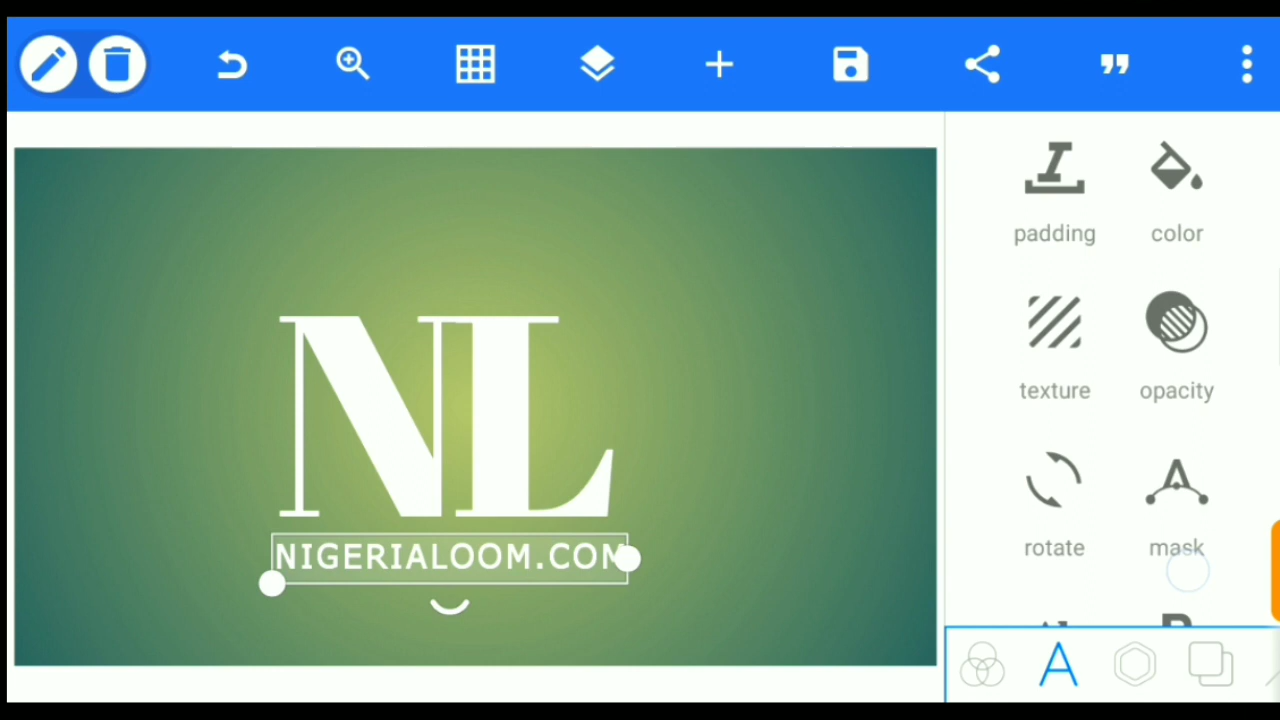 padding color
NL
texture opacity
NIGERIALOOM.COM
rotate mask